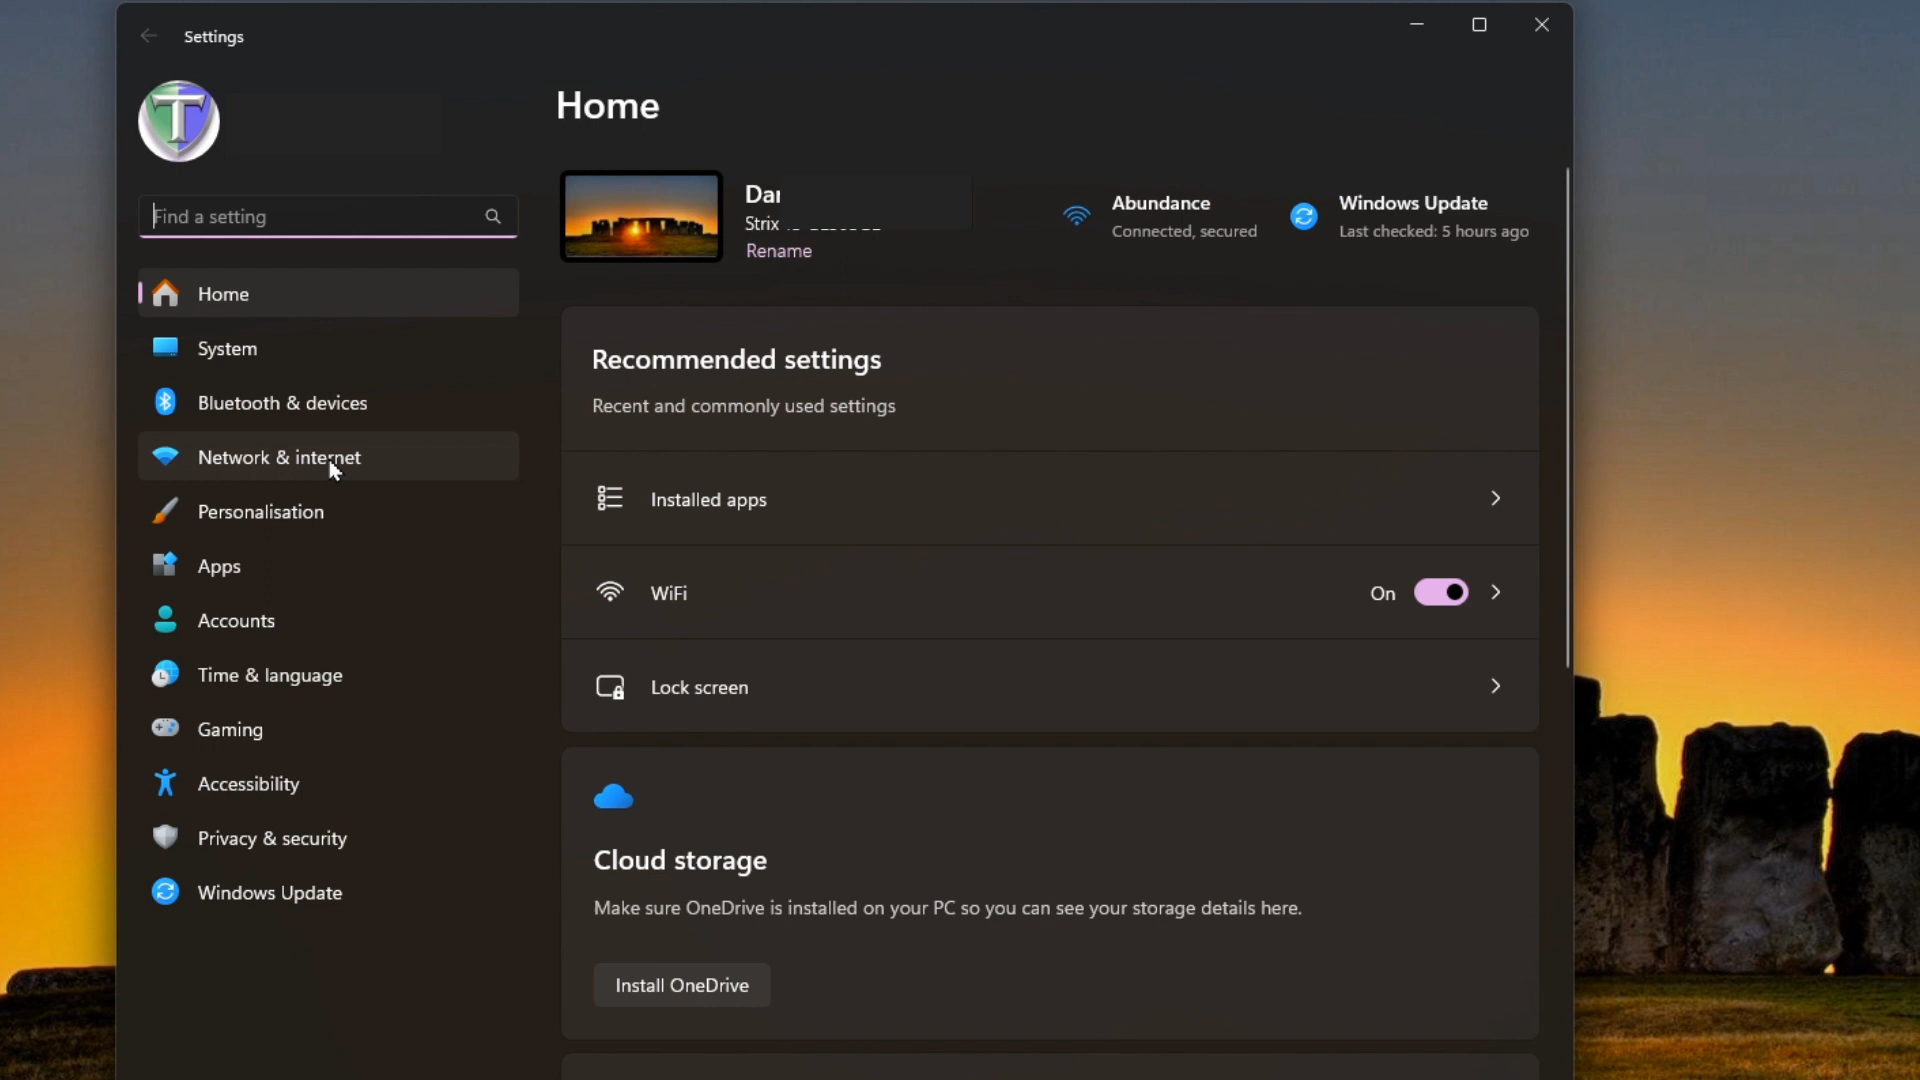 Settings
T
Find a setting
Home
System
Bluetooth & devices
Network & internet
Personalisation
Apps
Accounts
Time & language
Gaming
Accessibility
Privacy & security
Windows Update
Home
Strix
Rename
Abundance
Connected, secured
Windows Update
Last checked: 5 hours ago
Recommended settings
Recent and commonly used settings
Installed apps
WiFi
On
Lock screen
Cloud storage
Make sure OneDrive is installed on your PC so you can see your storage details here.
Install OneDrive